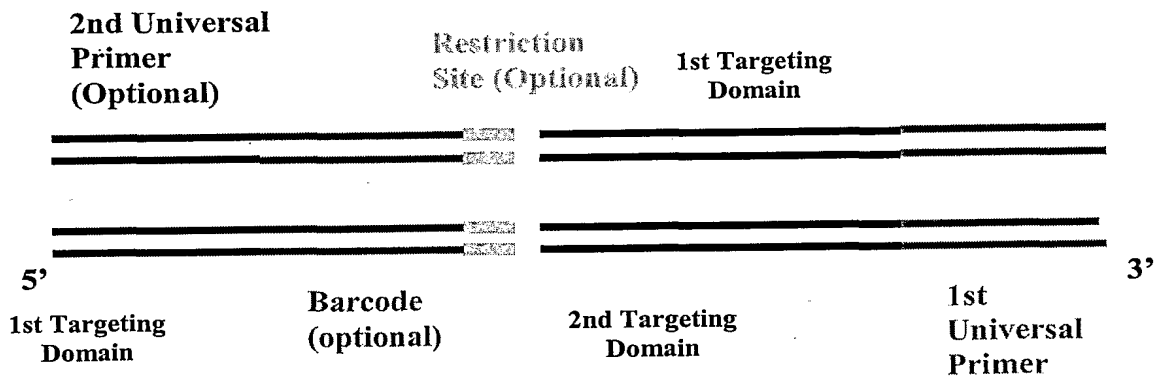 2nd Universal
Primer
(Optional)
Restriction
Site (Optional)
1st Targeting
Domain
5’
3’
1st Targeting
Domain
Barcode
(optional)
2nd Targeting
Domain
1st
Universal
Primer